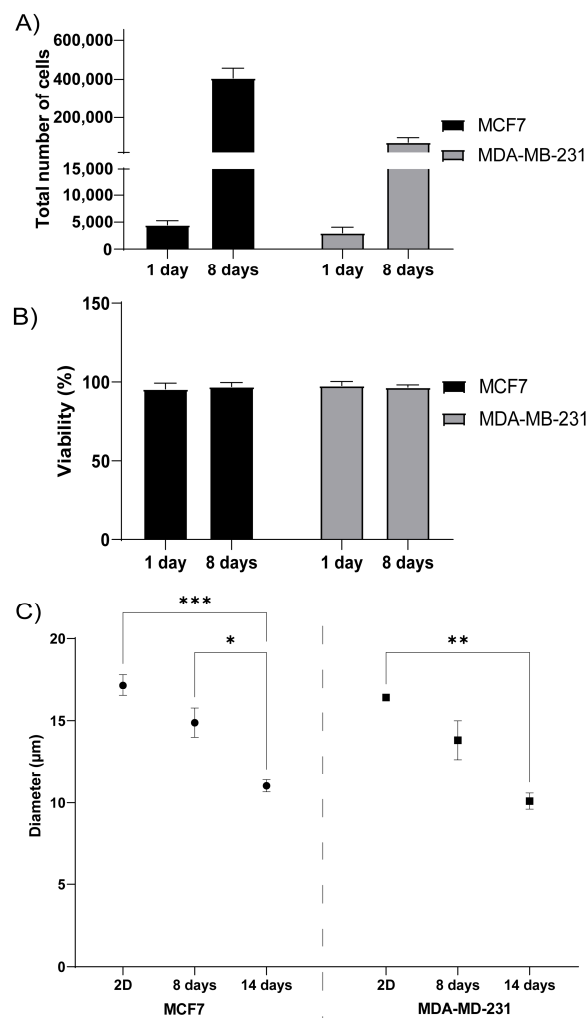 A)
Total number of cells
600,000
400,000
200,000
15,000
10,000
5,000
0
1 day 8 days 1 day 8 days
MCF7
MDA-MB-231
B)
Viability (%)
150
100
50
0
1 day 8 days 1 day 8 days
MCF7
MDA-MB-231
C)
Diameter (µm)
20
15
10
5
0
***
*
**
2D 8 days 14 days 2D 8 days 14 days
MCF7 MDA-MD-231